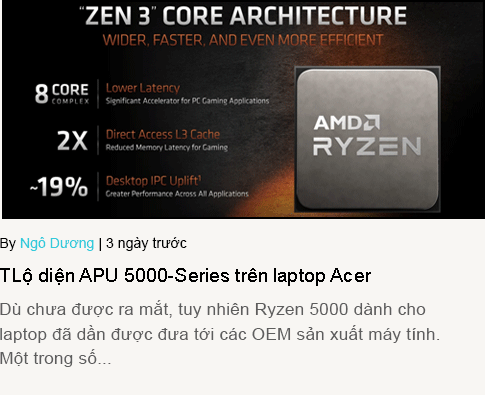 “ZEN 3” CORE ARCHITECTURE
WIDER, FASTER, AND EVEN MORE EFFICIENT
8 CORE COMPLEX
Lower Latency
Significant Accelerator for PC Gaming Applications
2X
Direct Access L3 Cache
Reduced Memory Latency for Gaming
~19%
Desktop IPC Uplift¹
Greater Performance Across All Applications
AMD
RYZEN
By Ngô Dương | 3 ngày trước
TLộ diện APU 5000-Series trên laptop Acer
Dù chưa được ra mắt, tuy nhiên Ryzen 5000 dành cho
laptop đã dần được đưa tới các OEM sản xuất máy tính.
Một trong số...